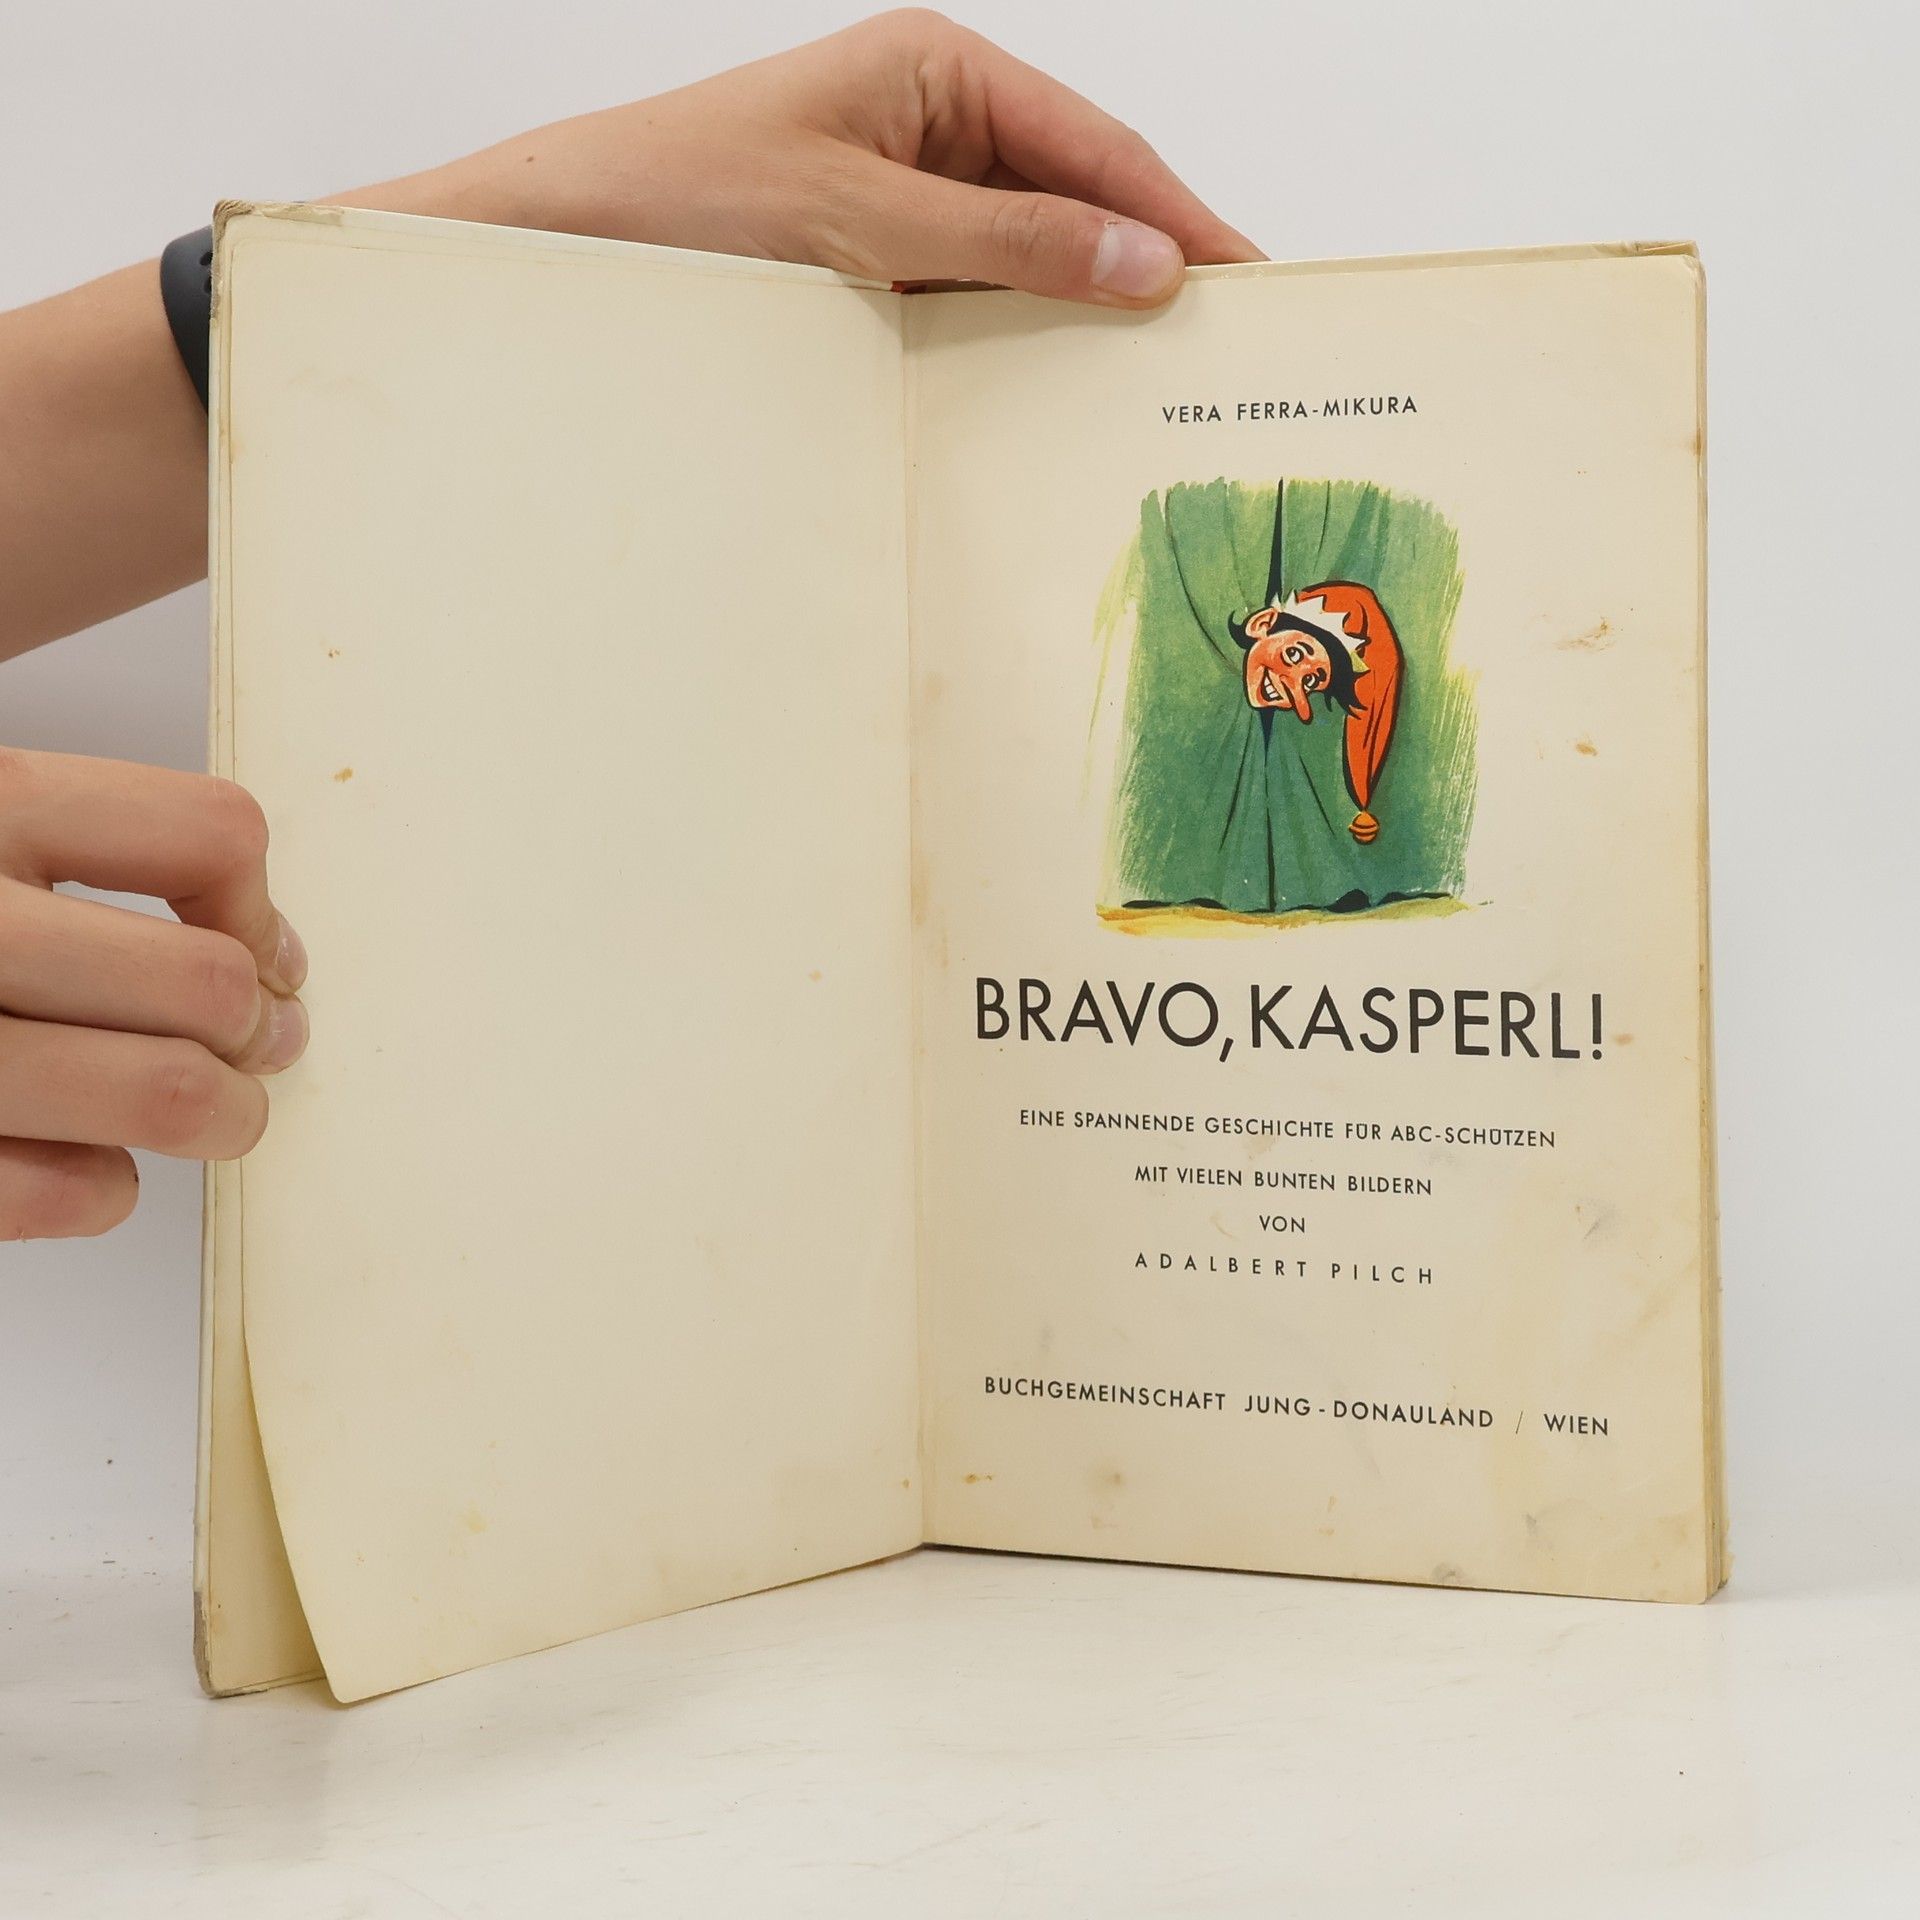 VERA FERRA-MIKURA
BRAVO, KASPERL!
EINE SPANNENDE GESCHICHTE FÜR ABC-SCHÜTZEN
MIT VIELEN BUNTEN BILDERN
VON
ADALBERT PILCH
BUCHGEMEINSCHAFT JUNG-DONAULAND / WIEN